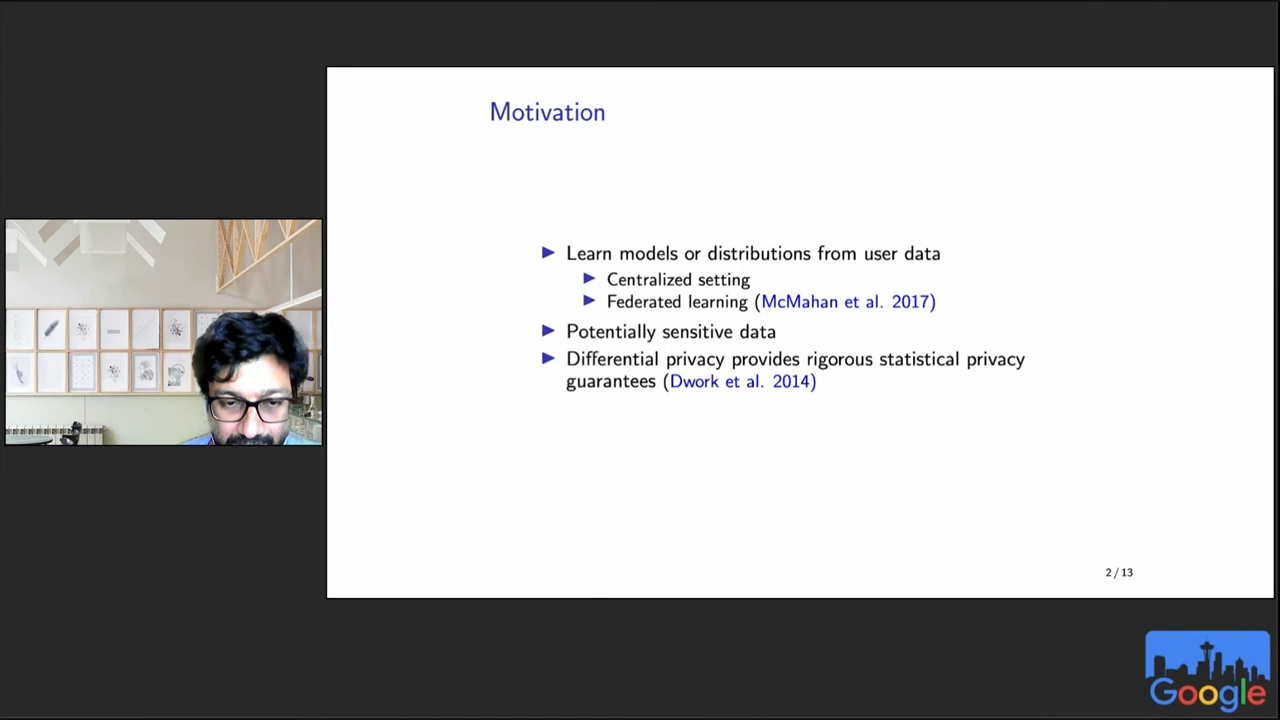 Motivation
Learn models or distributions from user data
Centralized setting
Federated learning (McMahan et al. 2017)
Potentially sensitive data
Differential privacy provides rigorous statistical privacy
guarantees (Dwork et al. 2014)
2 / 13
Google